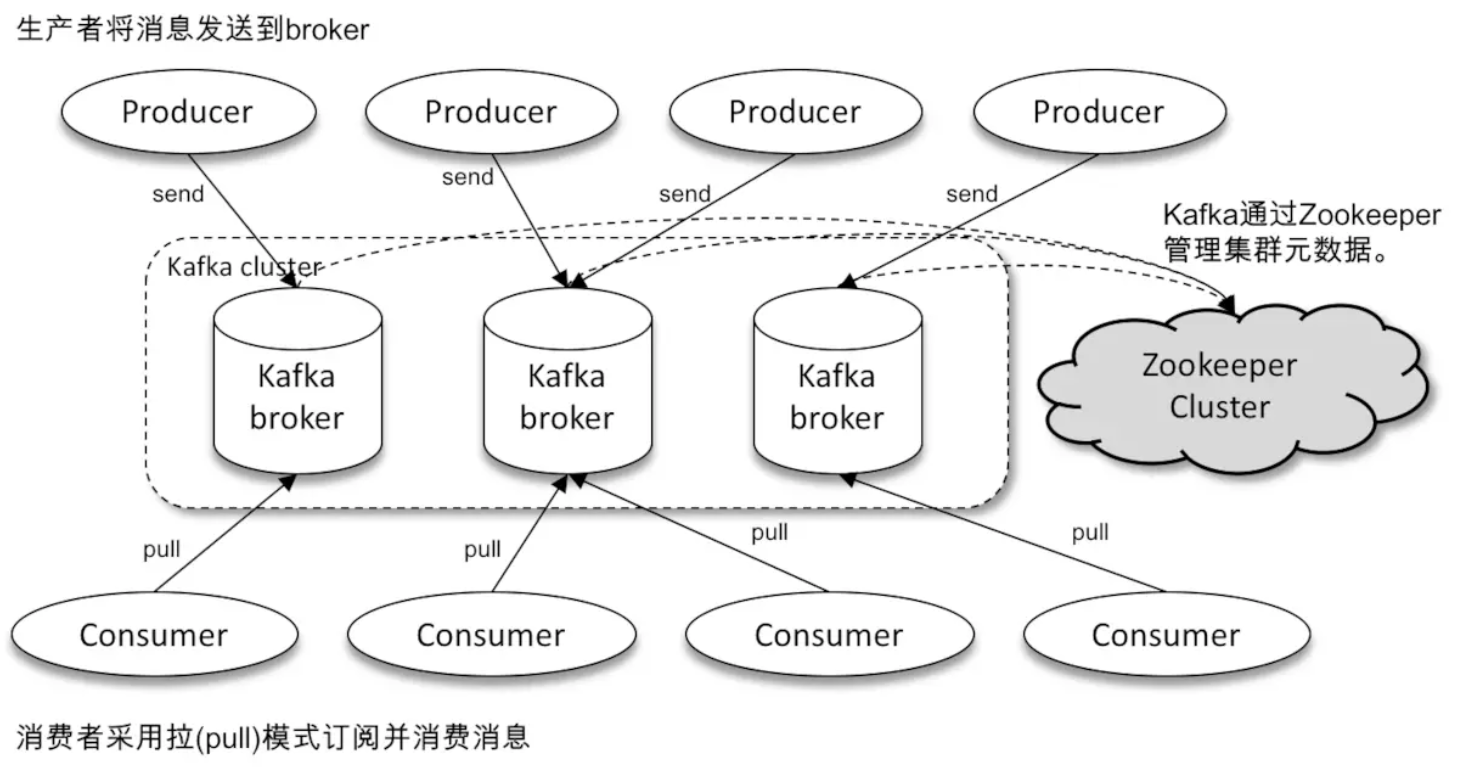 生产者将消息发送到broker
Producer
Producer
Producer
Producer
send
send
send
send
Kafka通过Zookeeper
管理集群元数据。
Kafka cluster
Kafka
broker
Kafka
broker
Kafka
broker
Zookeeper
Cluster
pull
pull
pull
pull
Consumer
Consumer
Consumer
Consumer
消费者采用拉(pull)模式订阅并消费消息